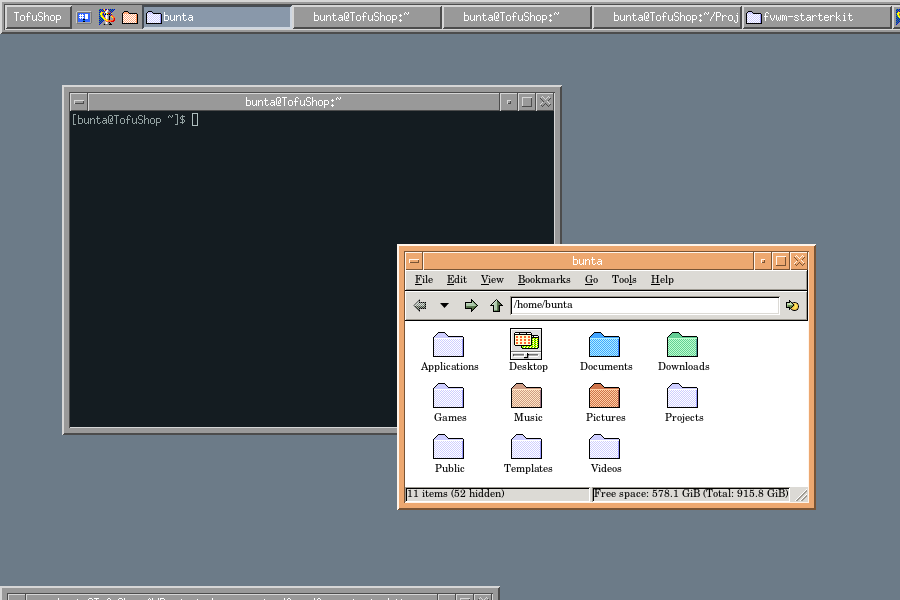 TofuShop bunta bunta@TofuShop:~ bunta@TofuShop:~ bunta@TofuShop:~/Proj fvwm-starterkit
bunta@TofuShop:~
[bunta@TofuShop ~]$
bunta
File Edit View Bookmarks Go Tools Help
/home/bunta
Applications Desktop Documents Downloads
Games Music Pictures Projects
Public Templates Videos
11 items (52 hidden) Free space: 578.1 GiB (Total: 915.8 GiB)